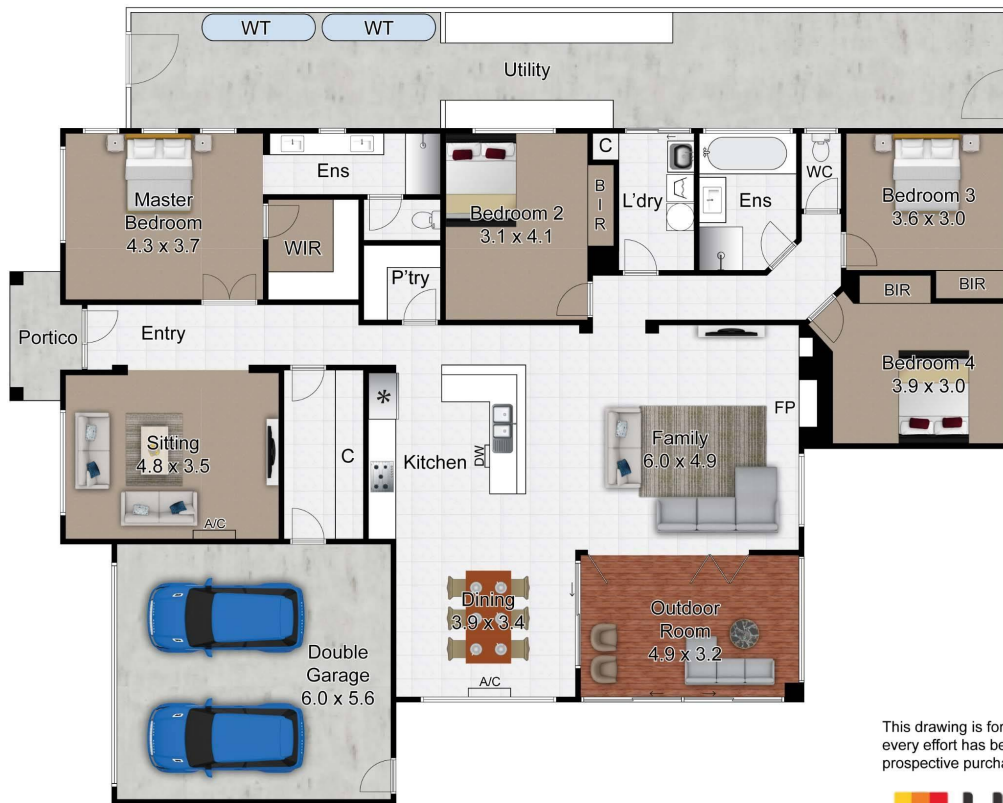 WT
WT
Utility
Master
Bedroom
4.3 x 3.7
Ens
WIR
P'try
Bedroom 2
3.1 x 4.1
C
B
I
R
L'dry
Ens
WC
Bedroom 3
3.6 x 3.0
BIR
BIR
Bedroom 4
3.9 x 3.0
Portico
Entry
Sitting
4.8 x 3.5
A/C
C
*
Kitchen
DW
Family
6.0 x 4.9
FP
Dining
3.9 x 3.4
A/C
Outdoor
Room
4.9 x 3.2
Double
Garage
6.0 x 5.6
This drawing is for
every effort has be
prospective purcha